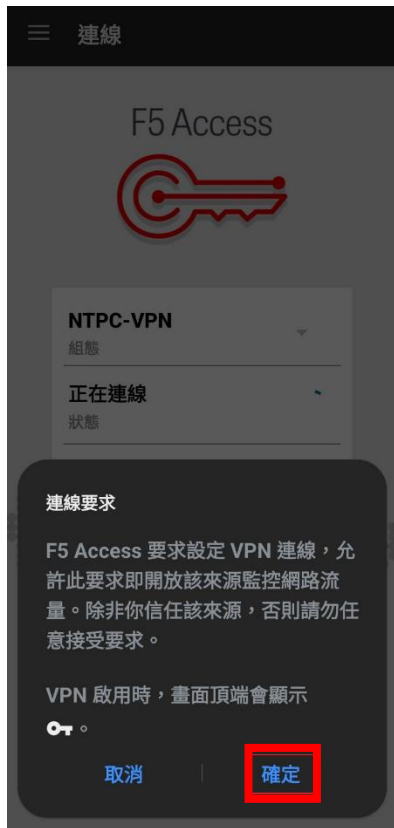 連線
F5 Access
NTPC-VPN
組態
正在連線
狀態
連線要求
F5 Access 要求設定 VPN 連線，允
許此要求即開放該來源監控網路流
量。除非你信任該來源，否則請勿任
意接受要求。
VPN 啟用時，畫面頂端會顯示
。
取消
確定